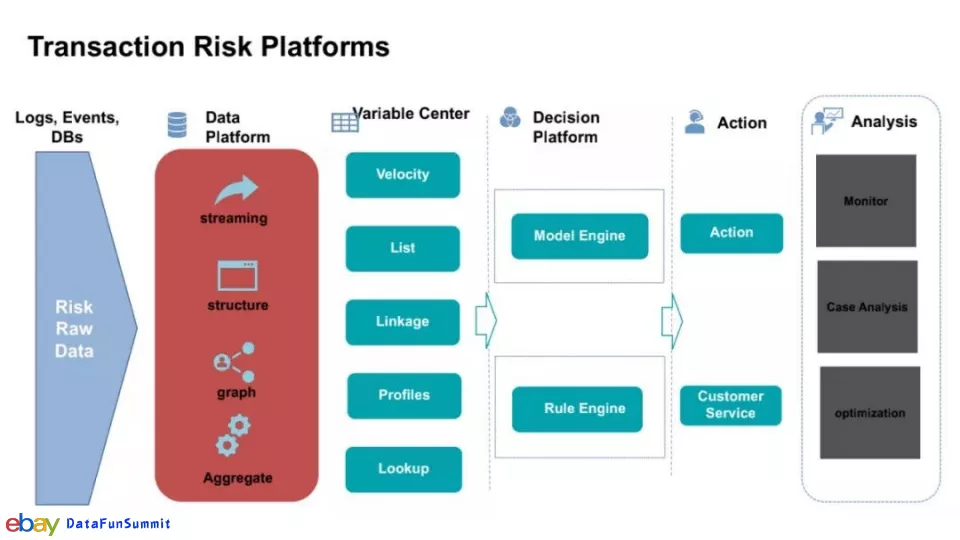 Transaction Risk Platforms
Logs, Events,
DBs
Data
Platform
Variable Center
Decision
Platform
Action
Analysis
Risk
Raw
Data
streaming
structure
graph
Aggregate
Velocity
List
Linkage
Profiles
Lookup
Model Engine
Rule Engine
Action
Customer
Service
Monitor
Case Analysis
optimization
ebay DataFunSummit